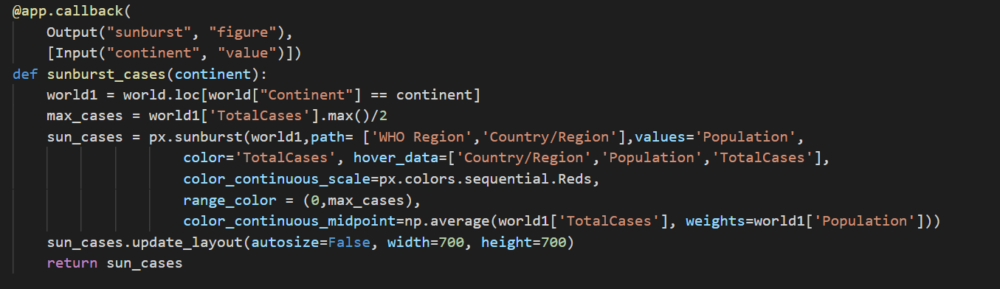 @app.callback(
    Output("sunburst", "figure"),
    [Input("continent", "value")])
def sunburst_cases(continent):
    world1 = world.loc[world["Continent"] == continent]
    max_cases = world1['TotalCases'].max()/2
    sun_cases = px.sunburst(world1,path= ['WHO Region','Country/Region'],values='Population',
                    color='TotalCases', hover_data=['Country/Region','Population','TotalCases'],
                    color_continuous_scale=px.colors.sequential.Reds,
                    range_color = (0,max_cases),
                    color_continuous_midpoint=np.average(world1['TotalCases'], weights=world1['Population']))
    sun_cases.update_layout(autosize=False, width=700, height=700)
    return sun_cases